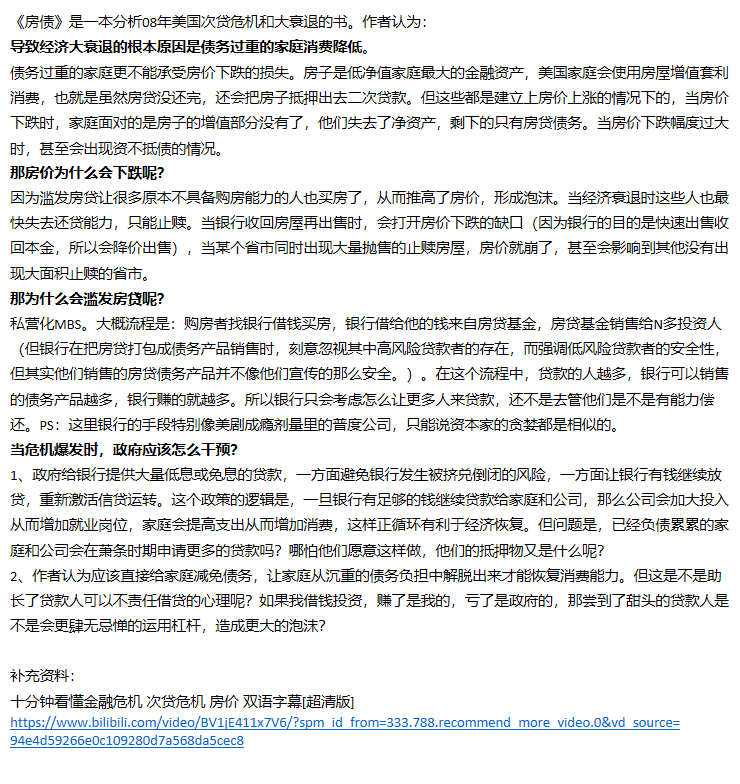 《房债》是一本分析08年美国次贷危机和大衰退的书。作者认为：
导致经济大衰退的根本原因是债务过重的家庭消费降低。
债务过重的家庭更不能承受房价下跌的损失。房子是低净值家庭最大的金融资产，美国家庭会使用房屋增值套利
消费，也就是虽然房贷没还完，还会把房子抵押出去二次贷款。但这些都是建立上房价上涨的情况下的，当房价
下跌时，家庭面对的是房子的增值部分没有了，他们失去了净资产，剩下的只有房贷债务。当房价下跌幅度过大
时，甚至会出现资不抵债的情况。
那房价为什么会下跌呢？
因为滥发房贷让很多原本不具备购房能力的人也买房了，从而推高了房价，形成泡沫。当经济衰退时这些人也最
快失去还贷能力，只能止赎。当银行收回房屋再出售时，会打开房价下跌的缺口（因为银行的目的是快速出售收
回本金，所以会降价出售），当某个省市同时出现大量抛售的止赎房屋，房价就崩了，甚至会影响到其他没有出
现大面积止赎的省市。
那为什么会滥发房贷呢？
私营化MBS。大概流程是：购房者找银行借钱买房，银行借给他的钱来自房贷基金，房贷基金销售给N多投资人
（但银行在把房贷打包成债务产品销售时，刻意忽视其中高风险贷款者的存在，而强调低风险贷款者的安全性，
但其实他们销售的房贷债务产品并不像他们宣传的那么安全。）。在这个流程中，贷款的人越多，银行可以销售
的债务产品越多，银行赚的就越多。所以银行只会考虑怎么让更多人来贷款，还不是去管他们是不是有能力偿
还。PS：这里银行的手段特别像美剧成瘾剂量里的普度公司，只能说资本家的贪婪都是相似的。
当危机爆发时，政府应该怎么干预？
1、政府给银行提供大量低息或免息的贷款，一方面避免银行发生被挤兑倒闭的风险，一方面让银行有钱继续放
贷，重新激活信贷运转。这个政策的逻辑是，一旦银行有足够的钱继续贷款给家庭和公司，那么公司会加大投入
从而增加就业岗位，家庭会提高支出从而增加消费，这样正循环有利于经济恢复。但问题是，已经负债累累的家
庭和公司会在萧条时期申请更多的贷款吗？哪怕他们愿意这样做，他们的抵押物又是什么呢？
2、作者认为应该直接给家庭减免债务，让家庭从沉重的债务负担中解脱出来才能恢复消费能力。但这是不是助
长了贷款人可以不责任借贷的心理呢？如果我借钱投资，赚了是我的，亏了是政府的，那尝到了甜头的贷款人是
不是会更肆无忌惮的运用杠杆，造成更大的泡沫？
补充资料：
十分钟看懂金融危机 次贷危机 房价 双语字幕[超清版]
https://www.bilibili.com/video/BV1jE411x7V6/?spm_id_from=333.788.recommend_more_video.0&vd_source=
94e4d59266e0c109280d7a568da5cec8